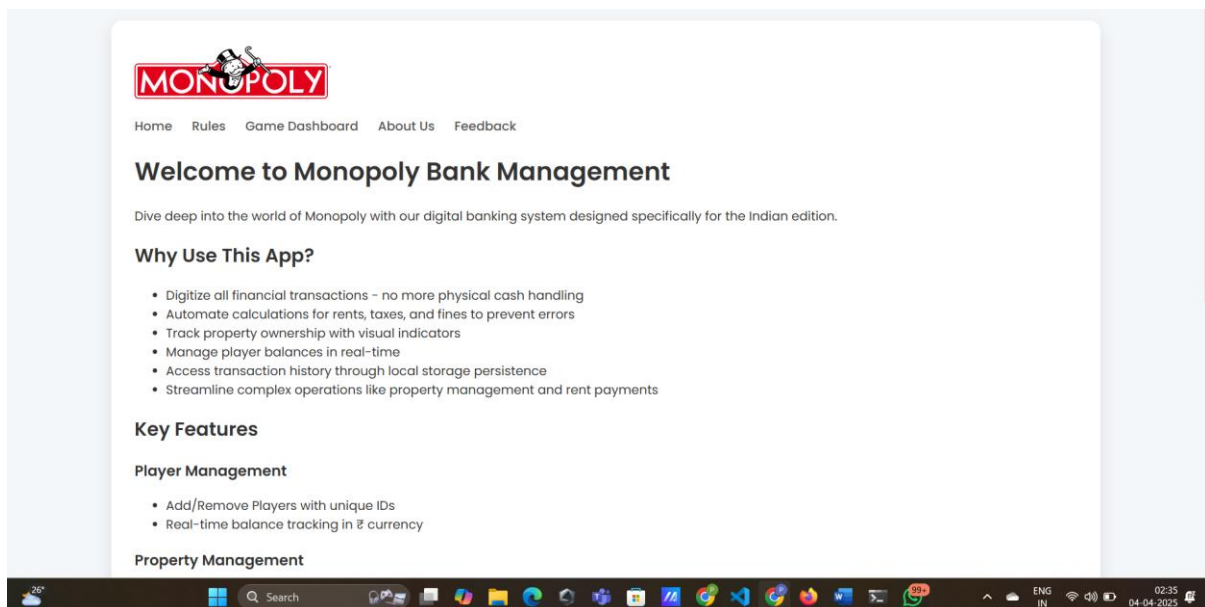 MONOPOLY
Home Rules Game Dashboard About Us Feedback
Welcome to Monopoly Bank Management
Dive deep into the world of Monopoly with our digital banking system designed specifically for the Indian edition.
Why Use This App?
• Digitize all financial transactions - no more physical cash handling
• Automate calculations for rents, taxes, and fines to prevent errors
• Track property ownership with visual indicators
• Manage player balances in real-time
• Access transaction history through local storage persistence
• Streamline complex operations like property management and rent payments
Key Features
Player Management
• Add/Remove Players with unique IDs
• Real-time balance tracking in ₹ currency
Property Management
26°
Search
99+
ENG
IN
02:35
04-04-2025